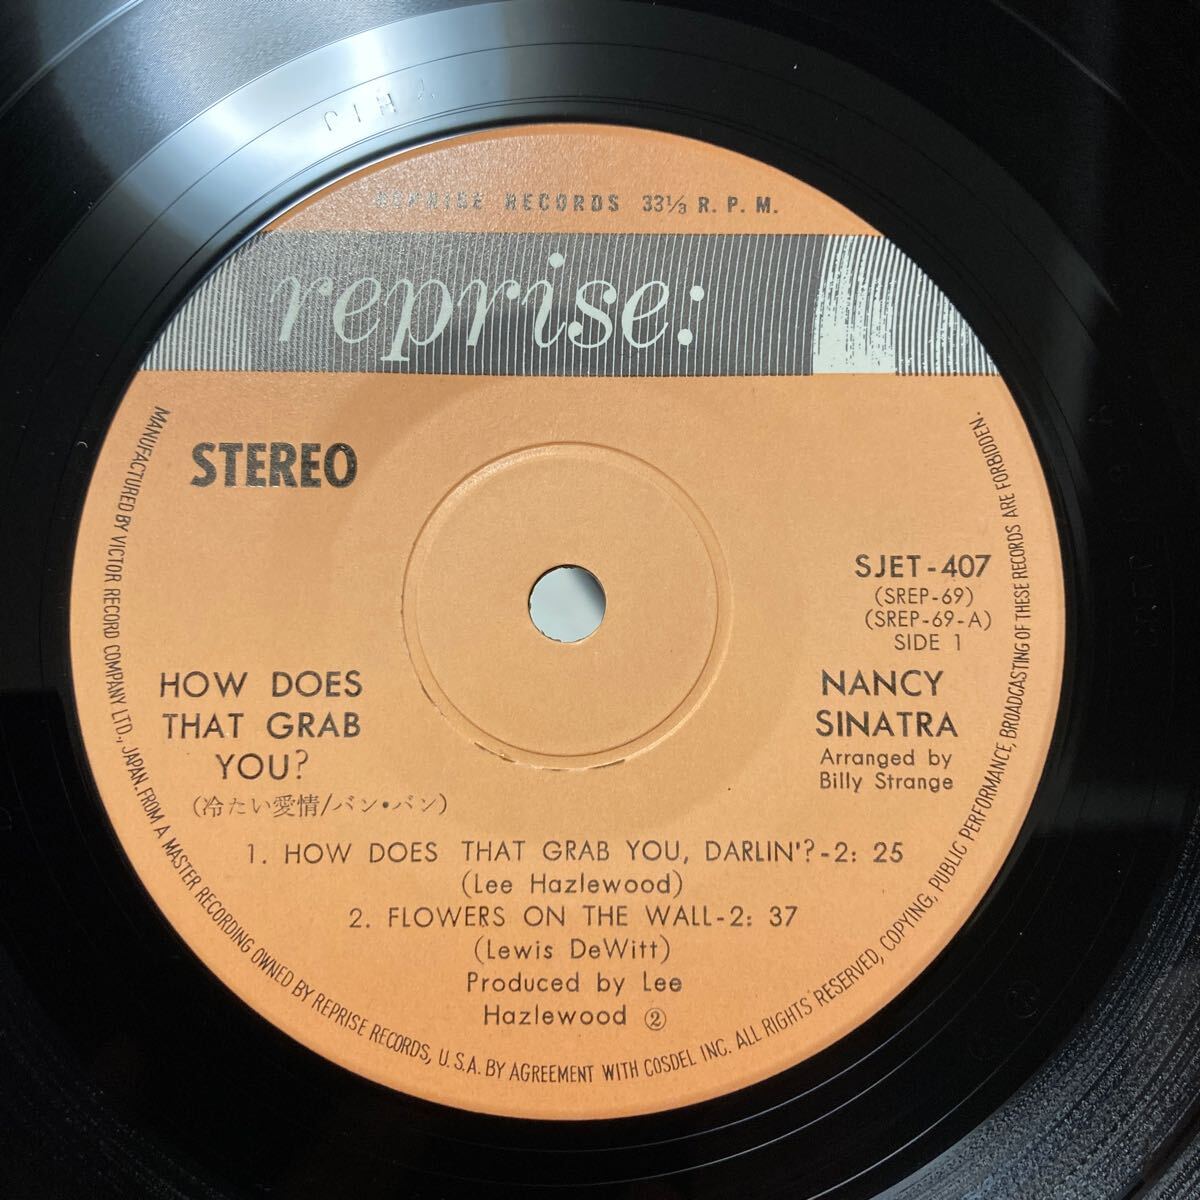 REPRISE RECORDS 33⅓ R. P. M.
reprise:
STEREO
SJET-407
(SREP-69)
(SREP-69-A)
SIDE 1
HOW DOES
THAT GRAB
YOU?
(冷たい愛情/バン•バン)
NANCY
SINATRA
Arranged by
Billy Strange
1. HOW DOES THAT GRAB YOU, DARLIN'?-2: 25
(Lee Hazlewood)
2. FLOWERS ON THE WALL-2: 37
(Lewis DeWitt)
Produced by Lee
Hazlewood ②
MANUFACTURED BY VICTOR RECORD COMPANY LTD., JAPAN. FROM A MASTER RECORDING OWNED BY REPRISE RECORDS, U. S. A. BY AGREEMENT WITH COSDEL INC. ALL RIGHTS RESERVED, COPYING, PUBLIC PERFORMANCE, BROADCASTING OF THESE RECORDS ARE FORBIDDEN.